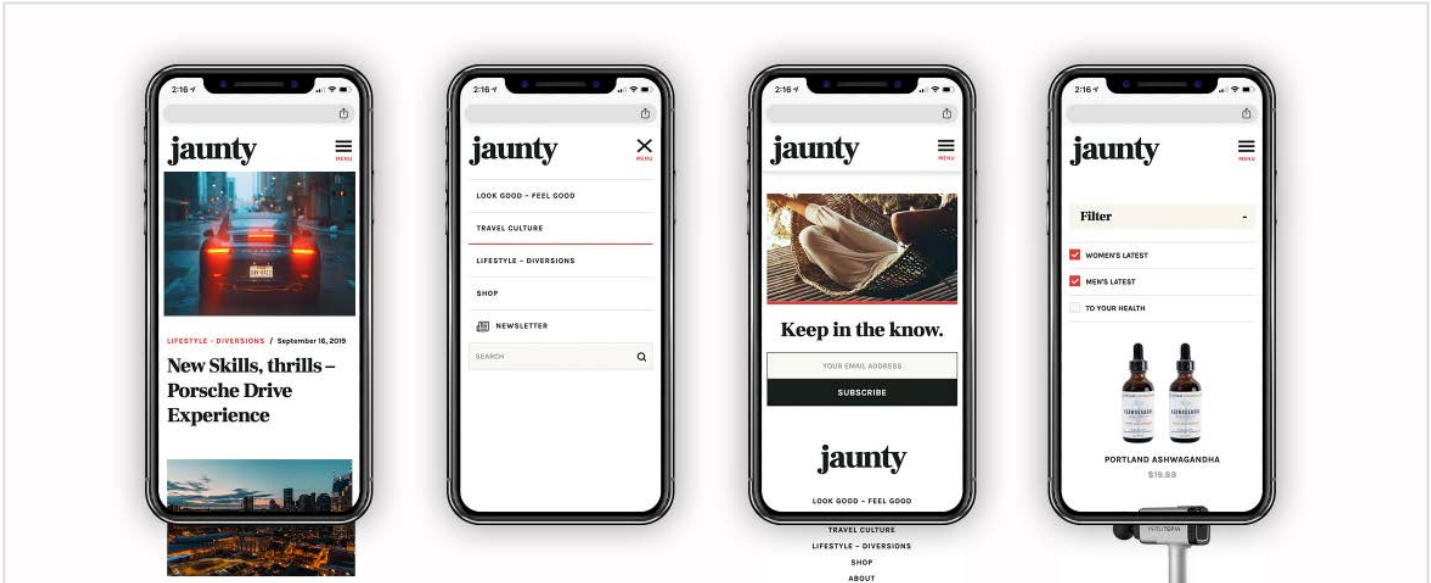 2:16
jaunty
MENU
LIFESTYLE - DIVERSIONS / September 16, 2019
New Skills, thrills –
Porsche Drive
Experience
2:16
jaunty
MENU
LOOK GOOD – FEEL GOOD
TRAVEL CULTURE
LIFESTYLE – DIVERSIONS
SHOP
NEWSLETTER
SEARCH
2:16
jaunty
MENU
Keep in the know.
YOUR EMAIL ADDRESS
SUBSCRIBE
jaunty
LOOK GOOD – FEEL GOOD
TRAVEL CULTURE
LIFESTYLE – DIVERSIONS
SHOP
ABOUT
2:16
jaunty
MENU
Filter -
WOMEN'S LATEST
MEN'S LATEST
TO YOUR HEALTH
PORTLAND ASHWAGANDHA
$19.88